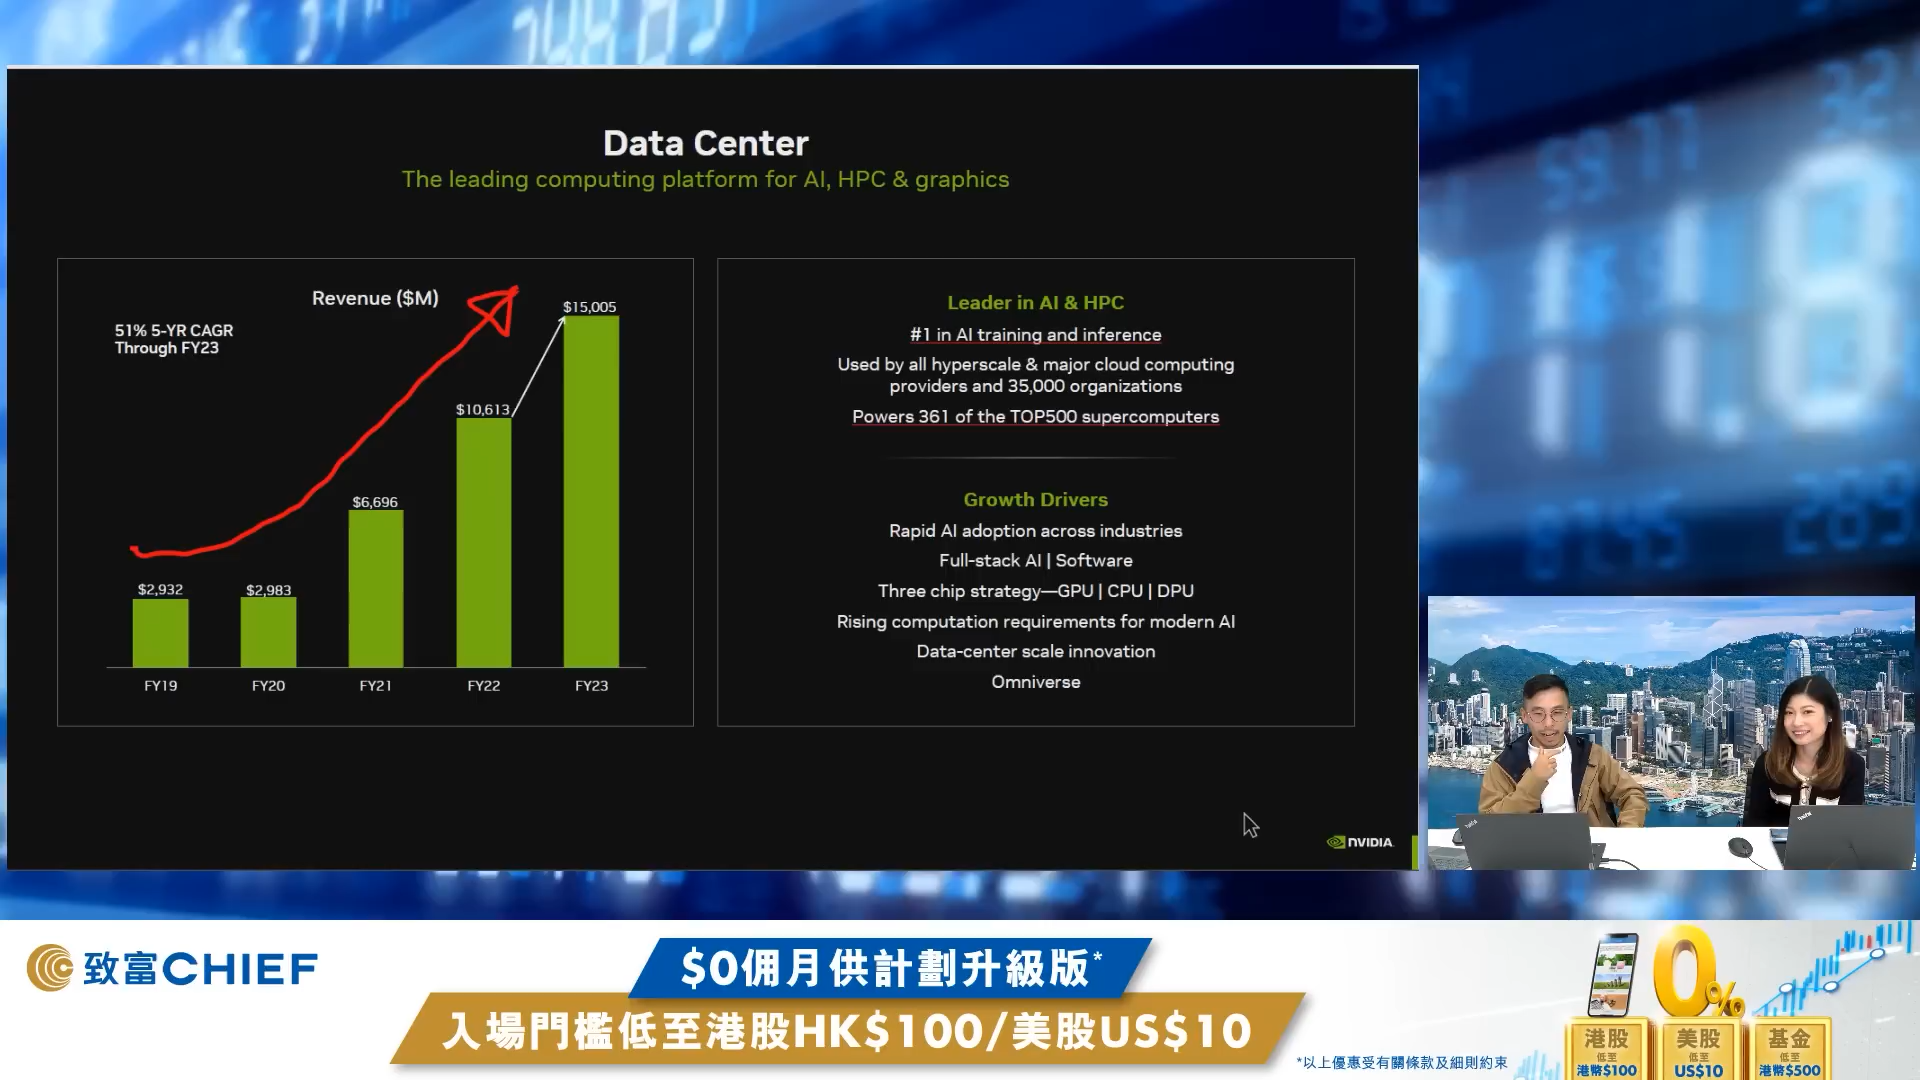 Data Center
The leading computing platform for AI, HPC & graphics
Revenue ($M)
51% 5-YR CAGR
Through FY23
$15,005
$10,613
$6,696
$2,932
$2,983
FY19
FY20
FY21
FY22
FY23
Leader in AI & HPC
#1 in AI training and inference
Used by all hyperscale & major cloud computing
providers and 35,000 organizations
Powers 361 of the TOP500 supercomputers
Growth Drivers
Rapid AI adoption across industries
Full-stack AI | Software
Three chip strategy—GPU | CPU | DPU
Rising computation requirements for modern AI
Data-center scale innovation
Omniverse
NVIDIA
致富CHIEF
$0佣月供計劃升級版*
入場門檻低至港股HK$100/美股US$10
*以上優惠受有關條款及細則約束
0%
港股
低至
港幣$100
美股
低至
US$10
基金
低至
港幣$500